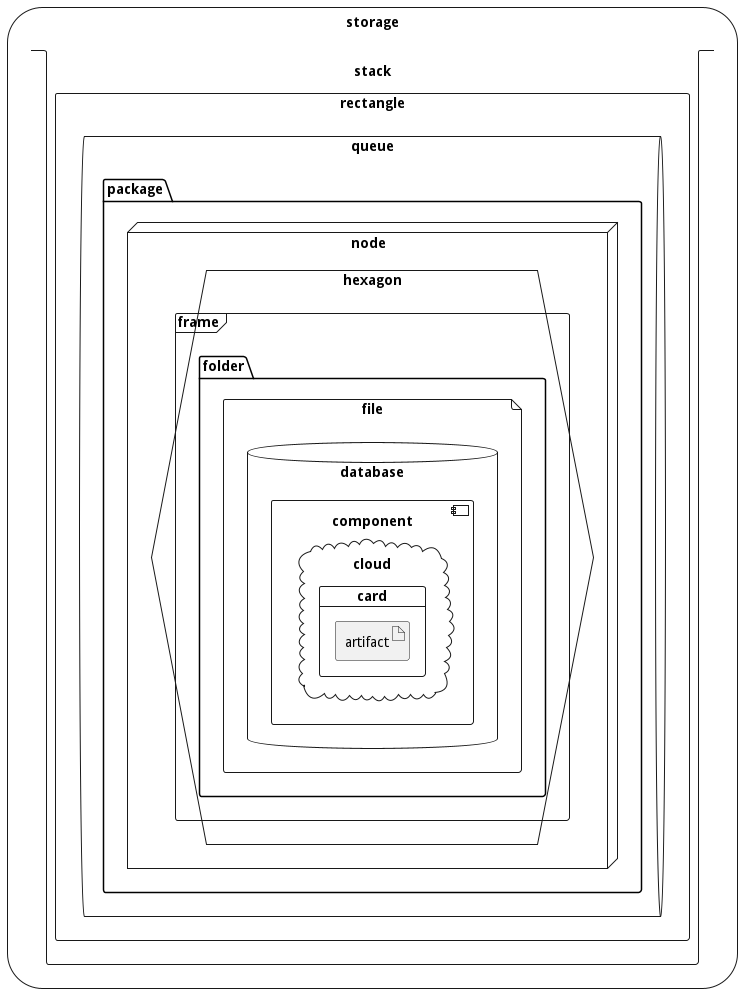 storage
stack
rectangle
queue
package
node
hexagon
frame
folder
file
database
component
cloud
card
artifact